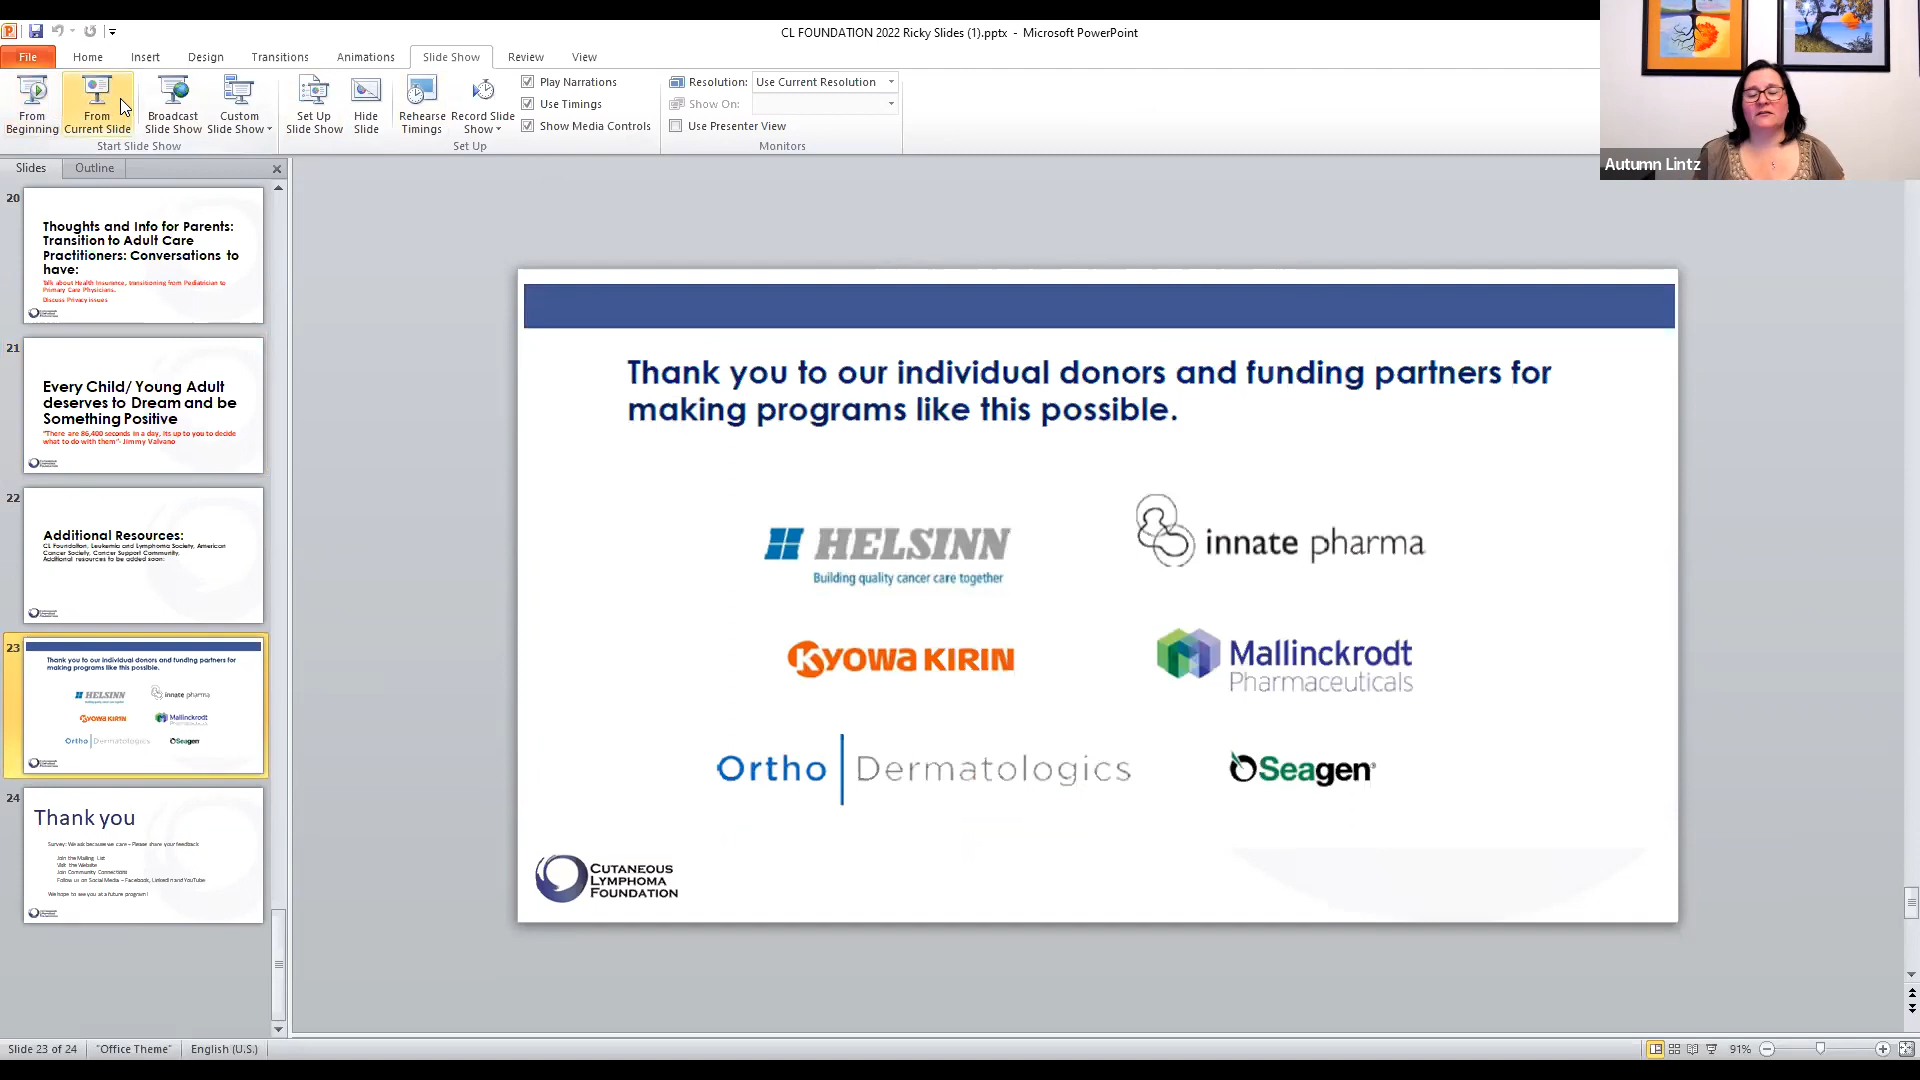 CL FOUNDATION 2022 Ricky Slides (1).pptx - Microsoft PowerPoint
File Home Insert Design Transitions Animations Slide Show Review View
From Beginning
From Current Slide
Broadcast Slide Show
Custom Slide Show
Start Slide Show
Set Up Slide Show
Hide Slide
Rehearse Timings
Record Slide Show
Play Narrations
Use Timings
Show Media Controls
Set Up
Resolution: Use Current Resolution
Show On:
Use Presenter View
Monitors
Autumn Lintz
Slides Outline
20
Thoughts and Info for Parents:
Transition to Adult Care
Practitioners: Conversations to
have:
Talk about Health Insurance, transitioning from Pediatrician to
Primary Care Physicians.
Discuss Privacy Issues
21
Every Child/ Young Adult
deserves to Dream and be
Something Positive
"There are 86,400 seconds in a day, its up to you to decide
what to do with them"- Jimmy Valvano
22
Additional Resources:
CL Foundation, Leukemia and Lymphoma Society, American
Cancer Society, Cancer Support Community.
Additional resources to be added soon:
23
Thank you to our individual donors and funding partners for
making programs like this possible.
HELSINN
innate pharma
Kyowa Kirin
Mallinckrodt
Pharmaceuticals
Ortho Dermatologics
Seagen
24
Thank you
Survey: We ask because we care – Please share your feedback
Join the Mailing List
Visit the Website
Join Community Connections
Follow us on Social Media – Facebook, LinkedIn and YouTube
We hope to see you at a future program!
Thank you to our individual donors and funding partners for
making programs like this possible.
HELSINN
Building quality cancer care together
innate pharma
Kyowa KIRIN
Mallinckrodt
Pharmaceuticals
Ortho Dermatologics
Seagen®
CUTANEOUS
LYMPHOMA
FOUNDATION
Slide 23 of 24 "Office Theme" English (U.S.)
91%